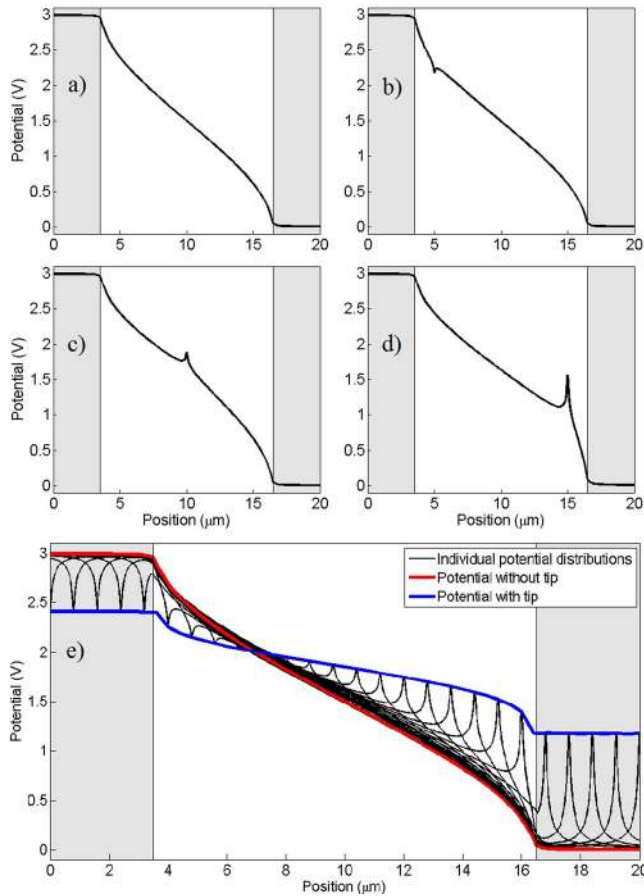 3
2.5
2
1.5
1
0.5
0
Potential (V)
a)
0 5 10 15 20
3
2.5
2
1.5
1
0.5
0
Potential (V)
b)
0 5 10 15 20
3
2.5
2
1.5
1
0.5
0
Potential (V)
c)
0 5 10 15 20
Position (μm)
3
2.5
2
1.5
1
0.5
0
Potential (V)
d)
0 5 10 15 20
Position (μm)
3
2.5
2
1.5
1
0.5
0
Potential (V)
e)
Individual potential distributions
Potential without tip
Potential with tip
0 2 4 6 8 10 12 14 16 18 20
Position (μm)